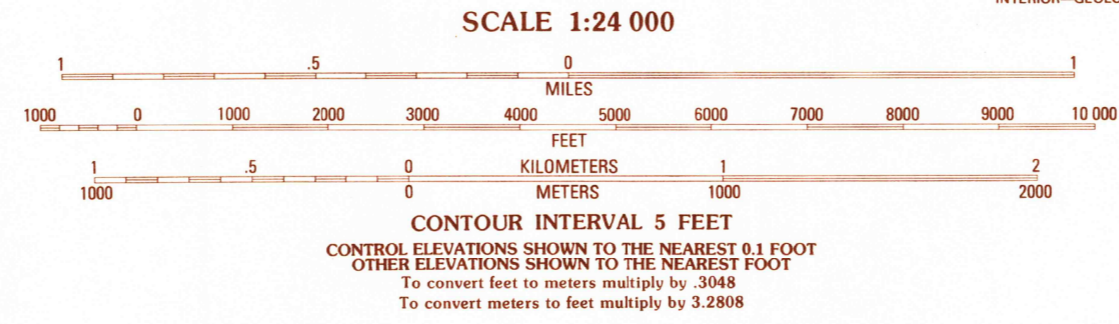 INTERIOR—GEOLOG
SCALE 1:24 000
1 .5 0 1
MILES
1000 0 1000 2000 3000 4000 5000 6000 7000 8000 9000 10 000
FEET
1 .5 0 KILOMETERS 1 2
1000 0 METERS 1000 2000
CONTOUR INTERVAL 5 FEET
CONTROL ELEVATIONS SHOWN TO THE NEAREST 0.1 FOOT
OTHER ELEVATIONS SHOWN TO THE NEAREST FOOT
To convert feet to meters multiply by .3048
To convert meters to feet multiply by 3.2808